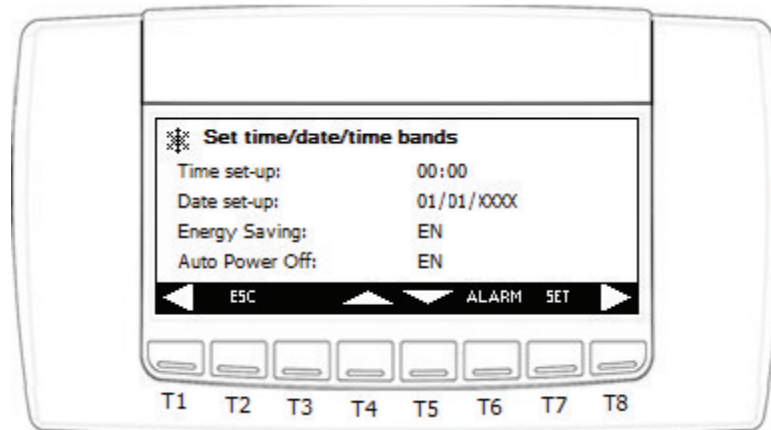 Set time/date/time bands
Time set-up: 00:00
Date set-up: 01/01/XXXX
Energy Saving: EN
Auto Power Off: EN
ESC ALARM SET
T1 T2 T3 T4 T5 T6 T7 T8